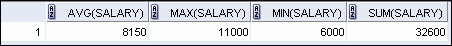 AVG(SALARY) MAX(SALARY) MIN(SALARY) SUM(SALARY)
1 8150 11000 6000 32600